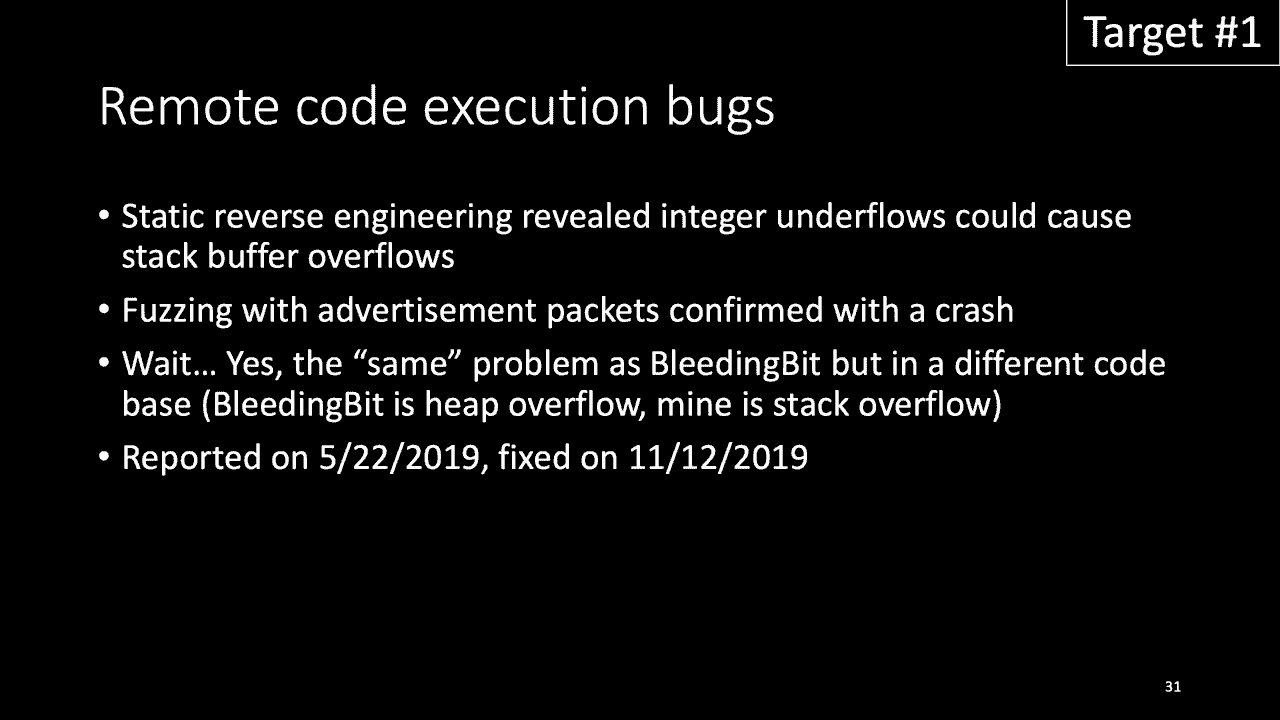 Target #1
Remote code execution bugs
• Static reverse engineering revealed integer underflows could cause
stack buffer overflows
• Fuzzing with advertisement packets confirmed with a crash
• Wait… Yes, the “same” problem as BleedingBit but in a different code
base (BleedingBit is heap overflow, mine is stack overflow)
• Reported on 5/22/2019, fixed on 11/12/2019
31